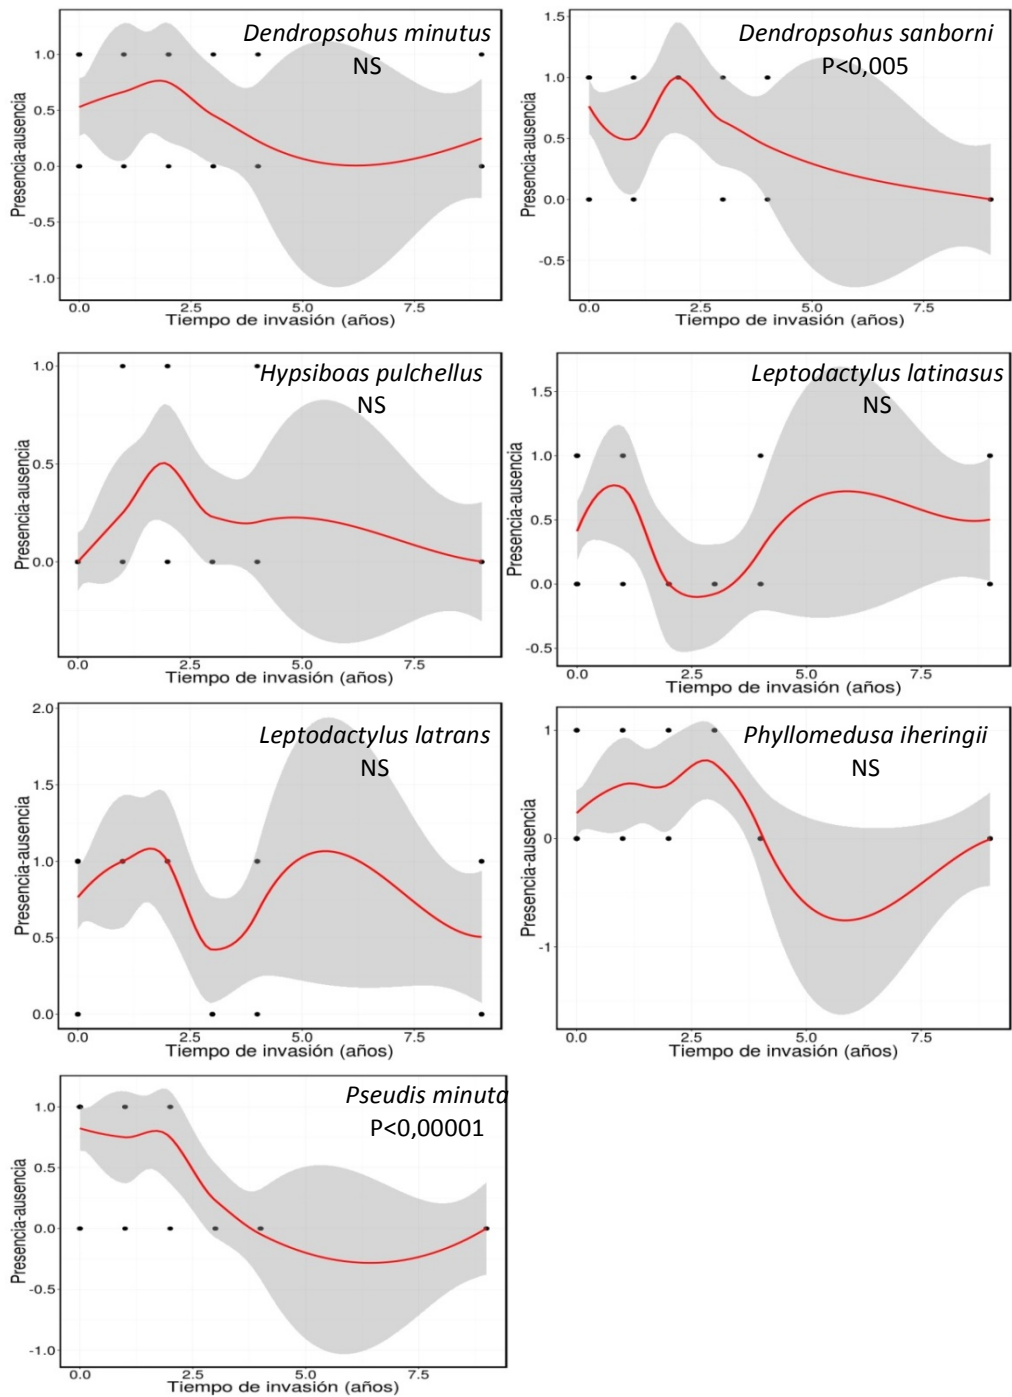 Dendropsohus minutus
NS
Presencia-ausencia
1.0
0.5
0.0
-0.5
-1.0
0.0 2.5 5.0 7.5
Tiempo de invasión (años)
Dendropsohus sanborni
P<0,005
Presencia-ausencia
1.5
1.0
0.5
0.0
-0.5
0.0 2.5 5.0 7.5
Tiempo de invasión (años)
Hypsiboas pulchellus
NS
Presencia-ausencia
1.0
0.5
0.0
0.0 2.5 5.0 7.5
Tiempo de invasión (años)
Leptodactylus latinasus
NS
Presencia-ausencia
1.5
1.0
0.5
0.0
-0.5
0.0 2.5 5.0 7.5
Tiempo de invasión (años)
Leptodactylus latrans
NS
Presencia-ausencia
2.0
1.5
1.0
0.5
0.0
0.0 2.5 5.0 7.5
Tiempo de invasión (años)
Phyllomedusa iheringii
NS
Presencia-ausencia
1
0
-1
0.0 2.5 5.0 7.5
Tiempo de invasión (años)
Pseudis minuta
P<0,00001
Presencia-ausencia
1.0
0.5
0.0
-0.5
-1.0
0.0 2.5 5.0 7.5
Tiempo de invasión (años)